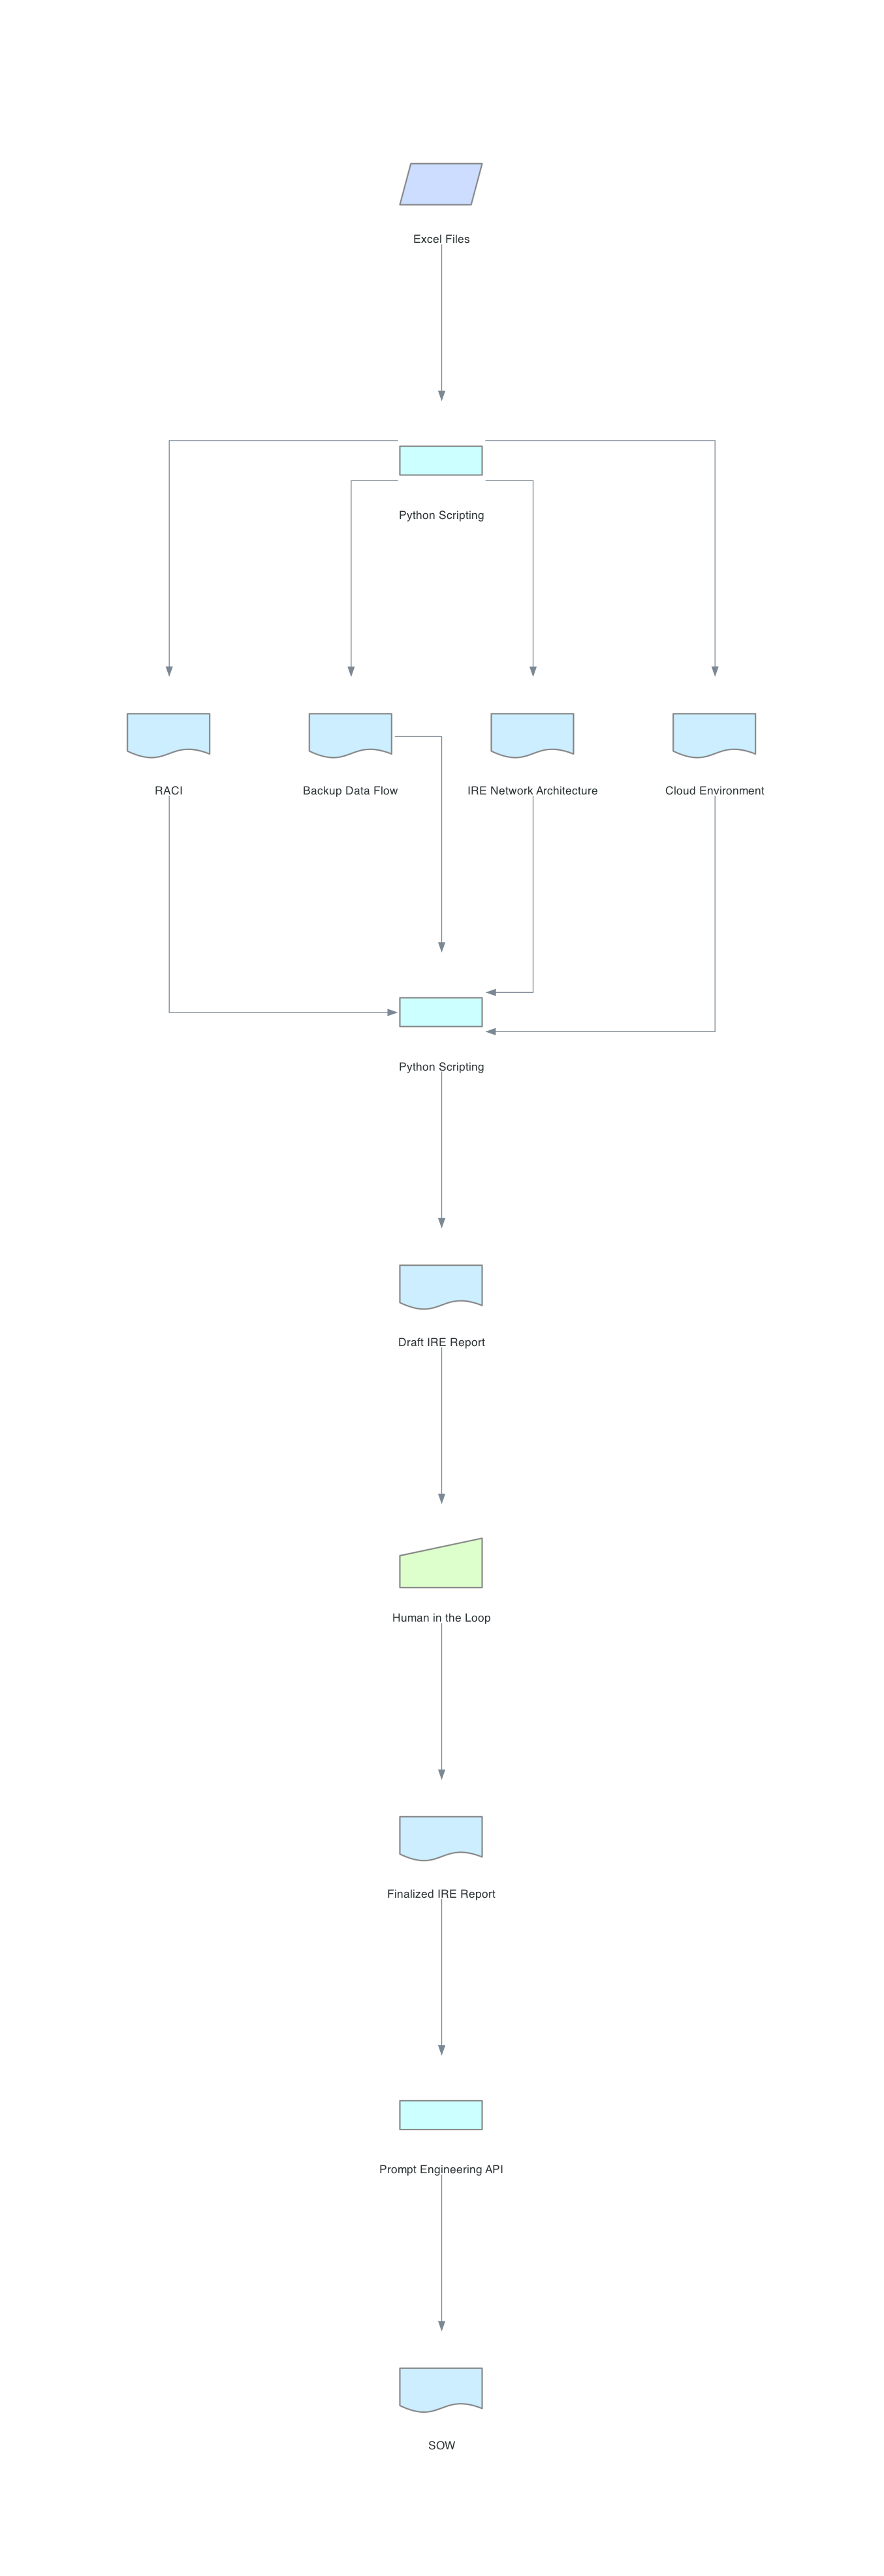 Excel Files
Python Scripting
RACI
Backup Data Flow
IRE Network Architecture
Cloud Environment
Python Scripting
Draft IRE Report
Human in the Loop
Finalized IRE Report
Prompt Engineering API
SOW